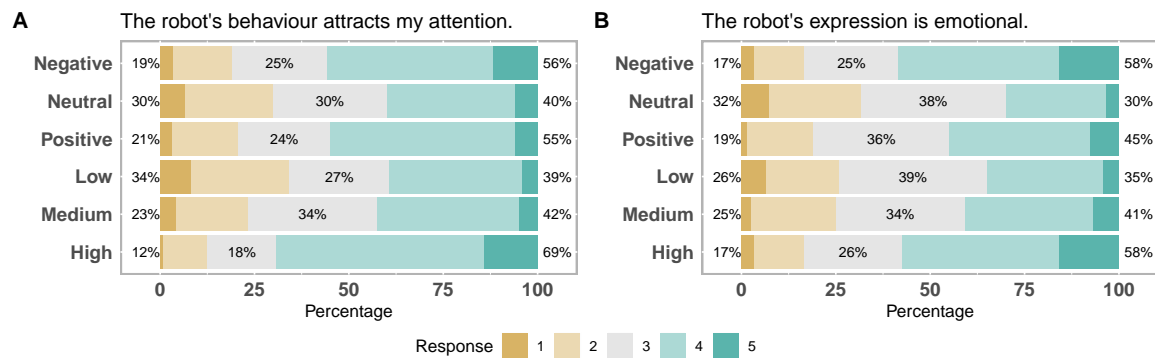 A The robot's behaviour attracts my attention.
Negative 19% 25% 56%
Neutral 30% 30% 40%
Positive 21% 24% 55%
Low 34% 27% 39%
Medium 23% 34% 42%
High 12% 18% 69%
0 25 50 75 100
Percentage
B The robot's expression is emotional.
Negative 17% 25% 58%
Neutral 32% 38% 30%
Positive 19% 36% 45%
Low 26% 39% 35%
Medium 25% 34% 41%
High 17% 26% 58%
0 25 50 75 100
Percentage
Response 1 2 3 4 5